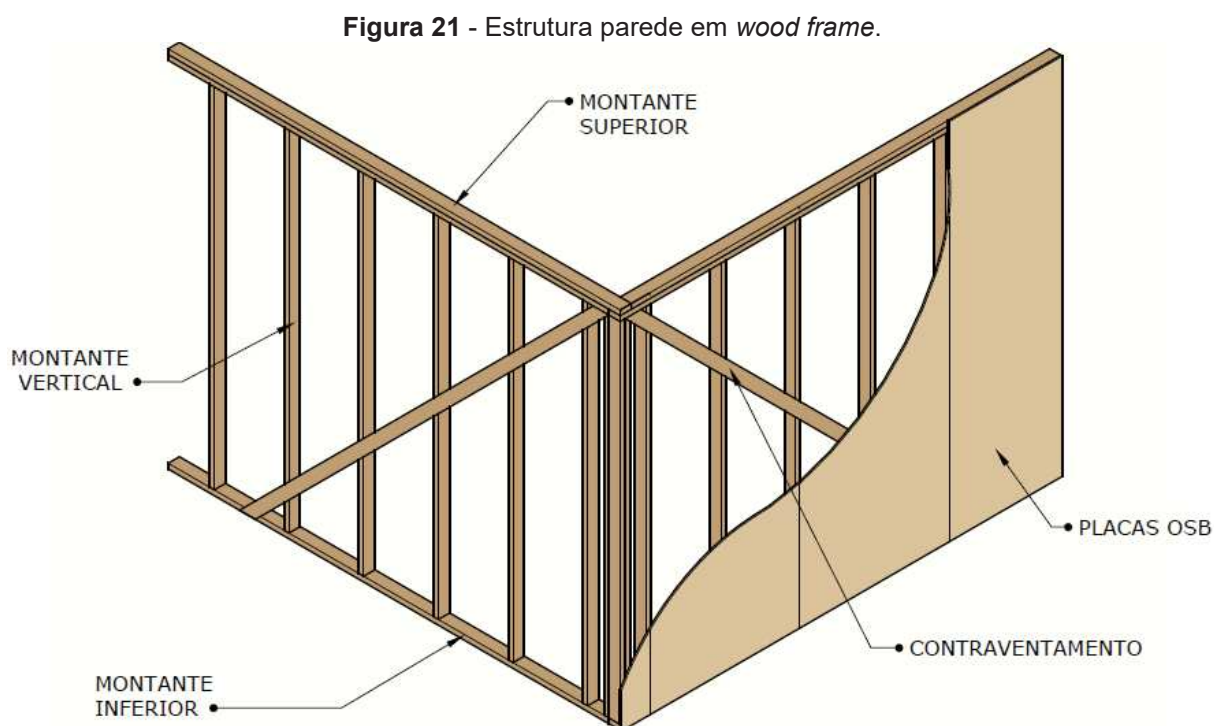 Figura 21 - Estrutura parede em wood frame.
MONTANTE
SUPERIOR
MONTANTE
VERTICAL
PLACAS OSB
CONTRAVENTAMENTO
MONTANTE
INFERIOR